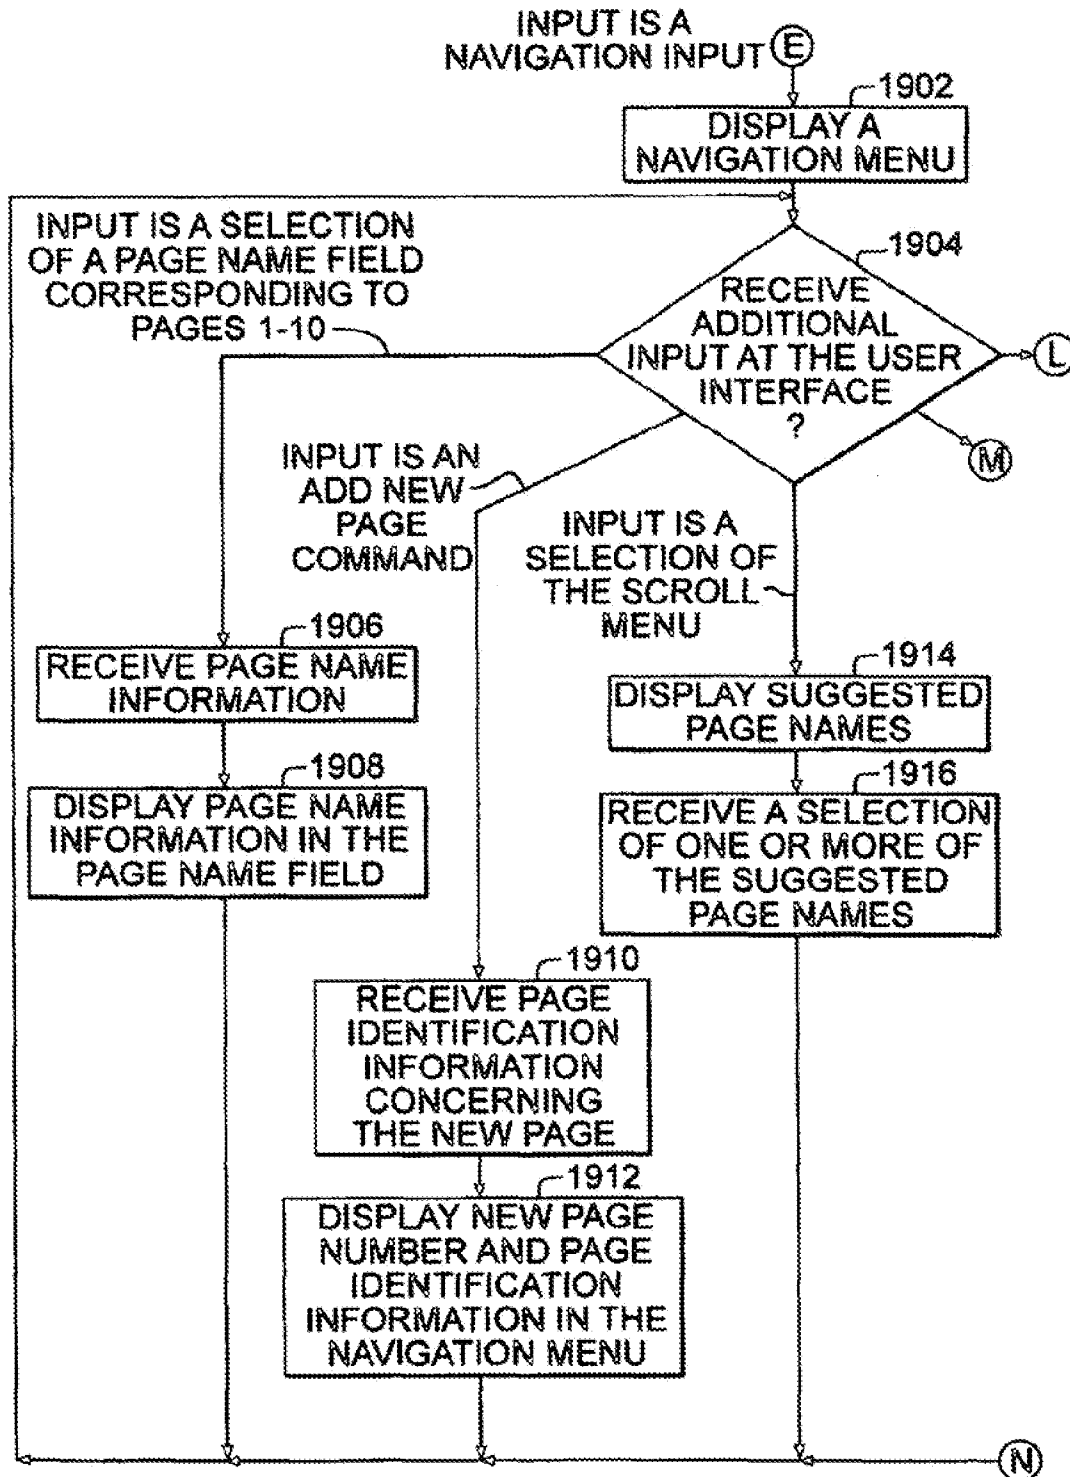 INPUT IS A
NAVIGATION INPUT
E
1902
DISPLAY A
NAVIGATION MENU
INPUT IS A SELECTION
OF A PAGE NAME FIELD
CORRESPONDING TO
PAGES 1-10
1904
RECEIVE
ADDITIONAL
INPUT AT THE USER
INTERFACE
?
L
M
INPUT IS AN
ADD NEW
PAGE
COMMAND
INPUT IS A
SELECTION OF
THE SCROLL
MENU
1906
RECEIVE PAGE NAME
INFORMATION
1908
DISPLAY PAGE NAME
INFORMATION IN THE
PAGE NAME FIELD
1914
DISPLAY SUGGESTED
PAGE NAMES
1916
RECEIVE A SELECTION
OF ONE OR MORE OF
THE SUGGESTED
PAGE NAMES
1910
RECEIVE PAGE
IDENTIFICATION
INFORMATION
CONCERNING
THE NEW PAGE
1912
DISPLAY NEW PAGE
NUMBER AND PAGE
IDENTIFICATION
INFORMATION IN THE
NAVIGATION MENU
N